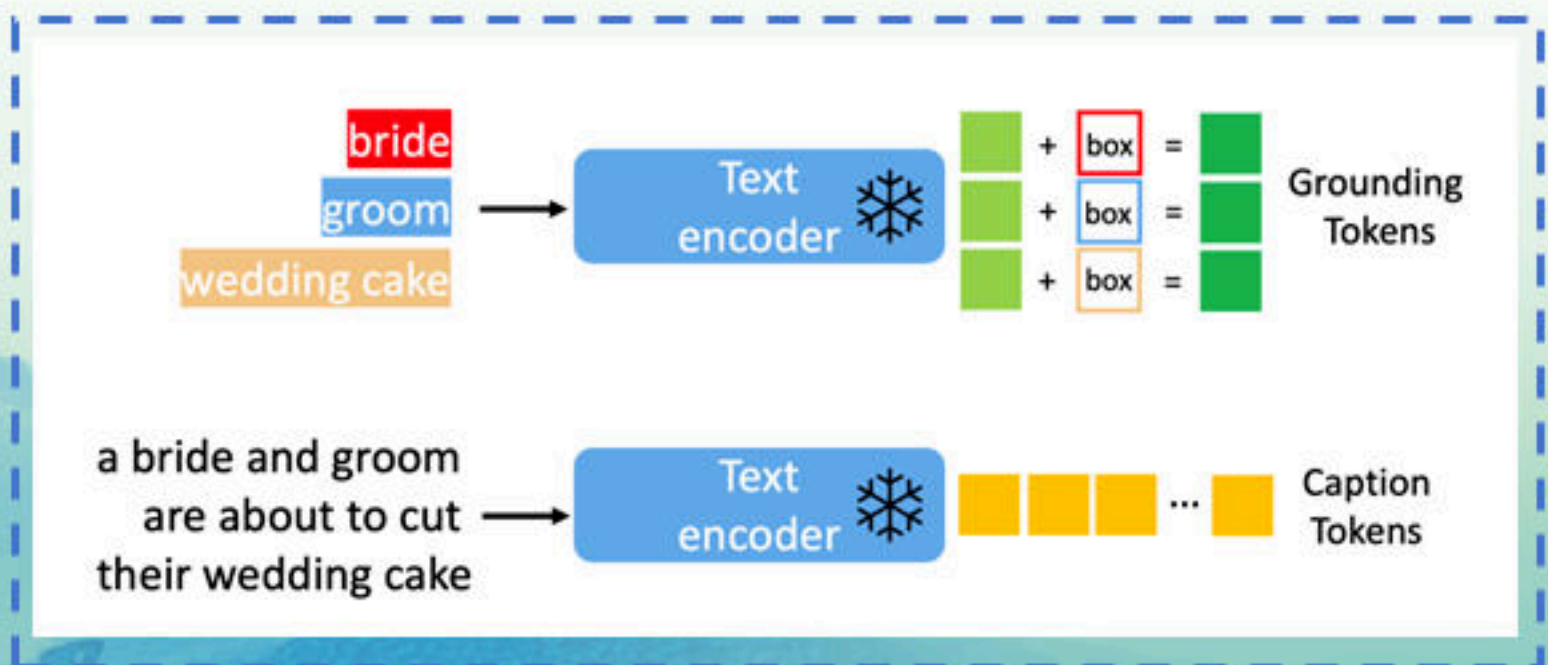 bride
groom
wedding cake
Text
encoder
+ box =
+ box =
+ box =
Grounding
Tokens
a bride and groom
are about to cut
their wedding cake
Text
encoder
...
Caption
Tokens